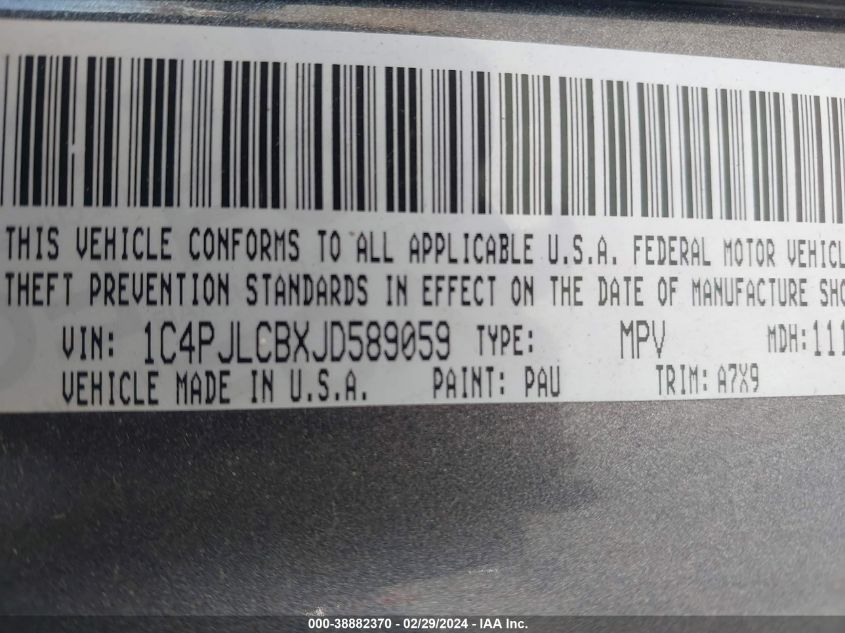 THIS VEHICLE CONFORMS TO ALL APPLICABLE U.S.A. FEDERAL MOTOR VEHICL
THEFT PREVENTION STANDARDS IN EFFECT ON THE DATE OF MANUFACTURE SHO
VIN: 1C4PJLCBXJD589059 TYPE: MPV MDH:111
VEHICLE MADE IN U.S.A. PAINT: PAU TRIM: A7X9
000-38882370 - 02/29/2024 - IAA Inc.